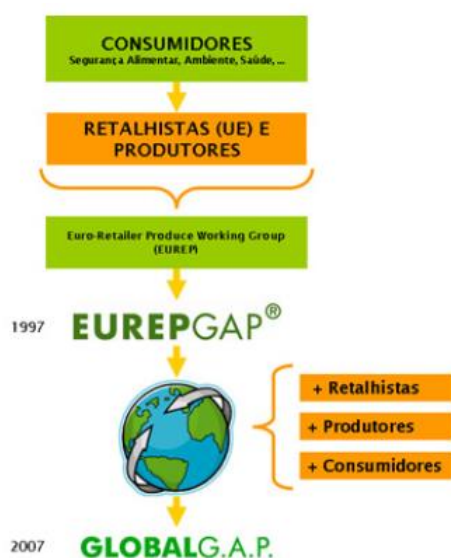 CONSUMIDORES
Segurança Alimentar, Ambiente, Saúde, ...
RETALHISTAS (UE) E
PRODUTORES
Euro-Retailer Produce Working Group
(EUREP)
1997 EUREPGAP®
+ Retalhistas
+ Produtores
+ Consumidores
2007 GLOBALG.A.P.